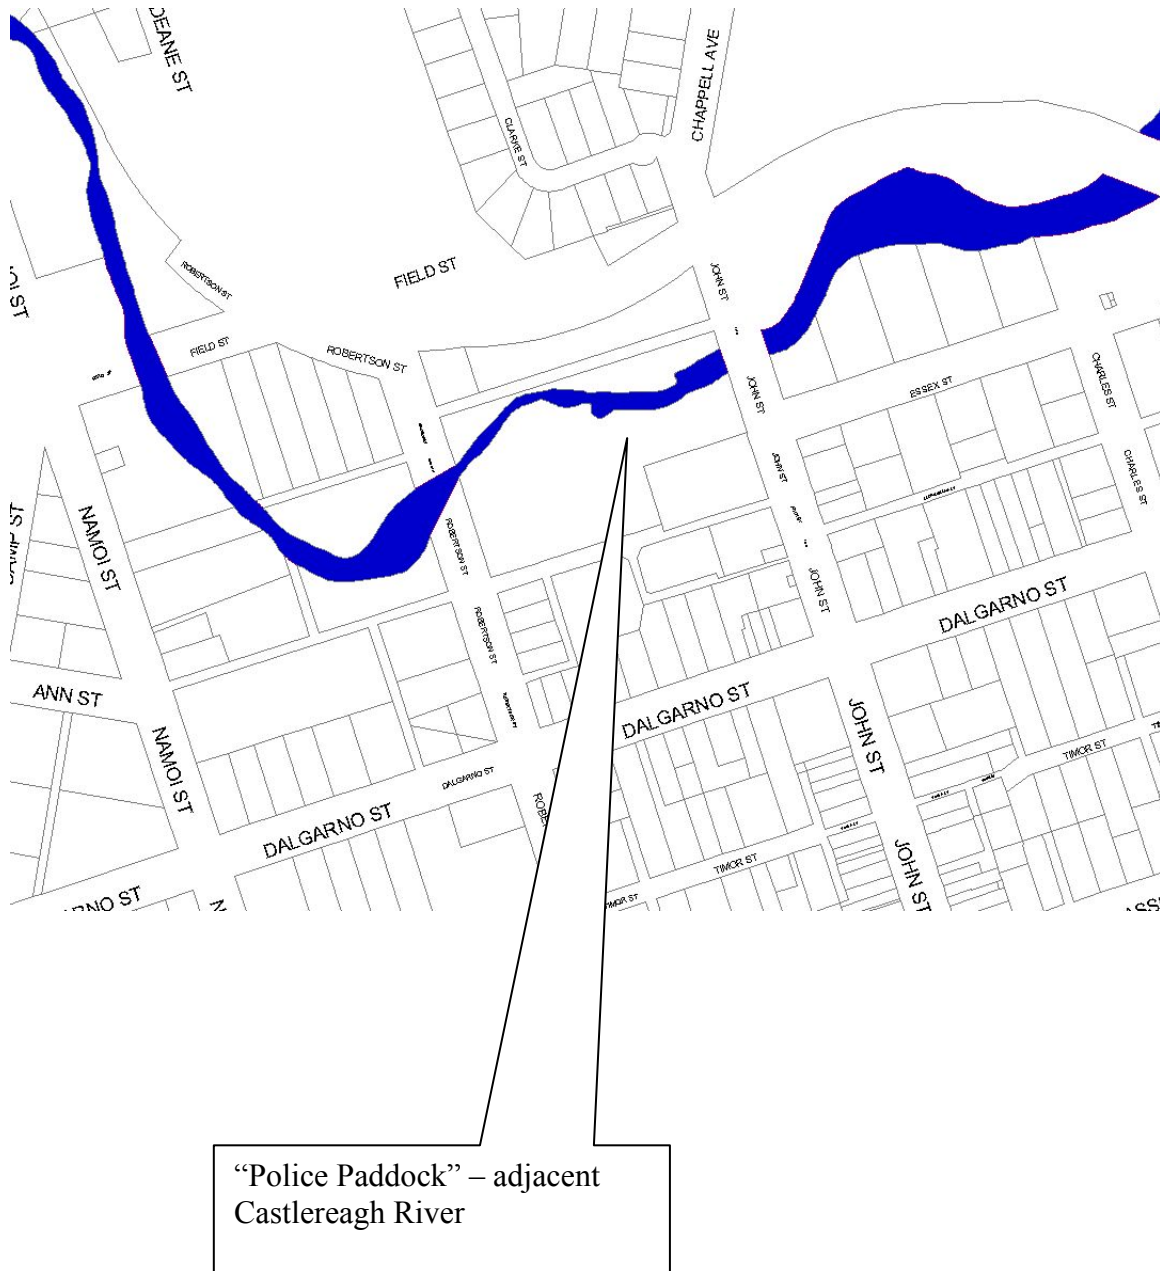 DEANE ST
CHAPPELL AVE
CLARKE ST
ROBERTSON ST
FIELD ST
JOHN ST
FIELD ST
ROBERTSON ST
JOHN ST
ESSEX ST
CHARLES ST
JOHN ST
CHARLES ST
NAMOI ST
ROBERTSON ST
JOHN ST
DALGARNO ST
ROBERTSON ST
ANN ST
DALGARNO ST
JOHN ST
NAMOI ST
TIMOR ST
DALGARNO ST
DALGARNO ST
TIMOR ST
JOHN ST
“Police Paddock” – adjacent
Castlereagh River